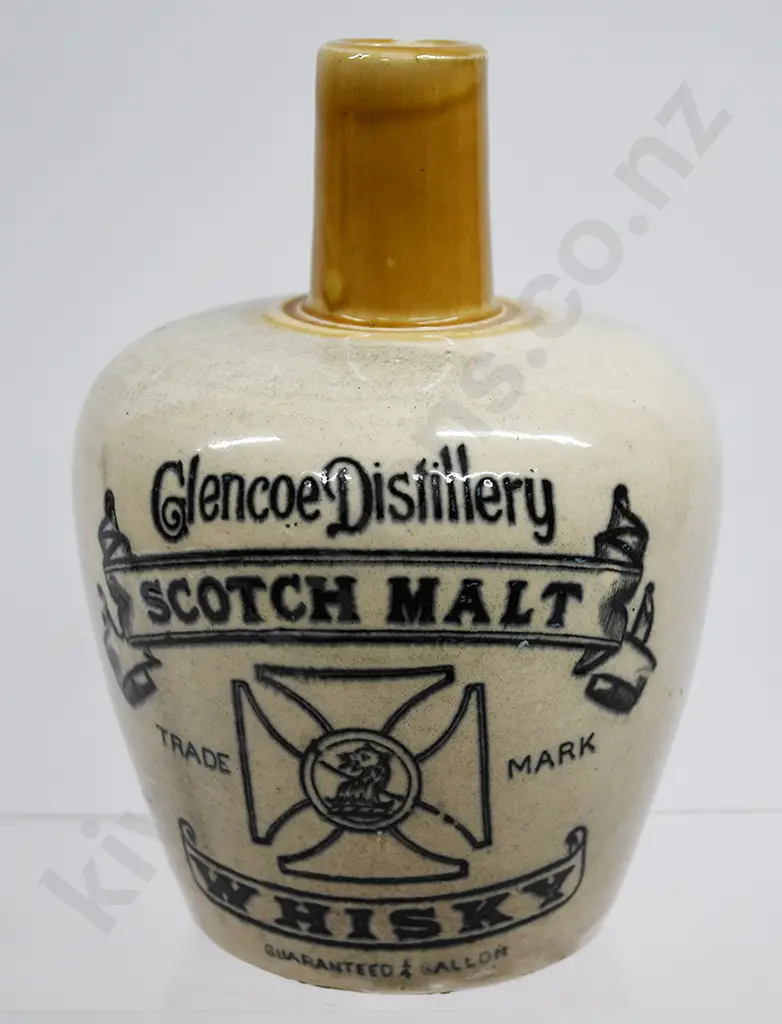 Glencoe Distillery
SCOTCH MALT
TRADE MARK
WHISKY
GUARANTEED 1/4 GALLON